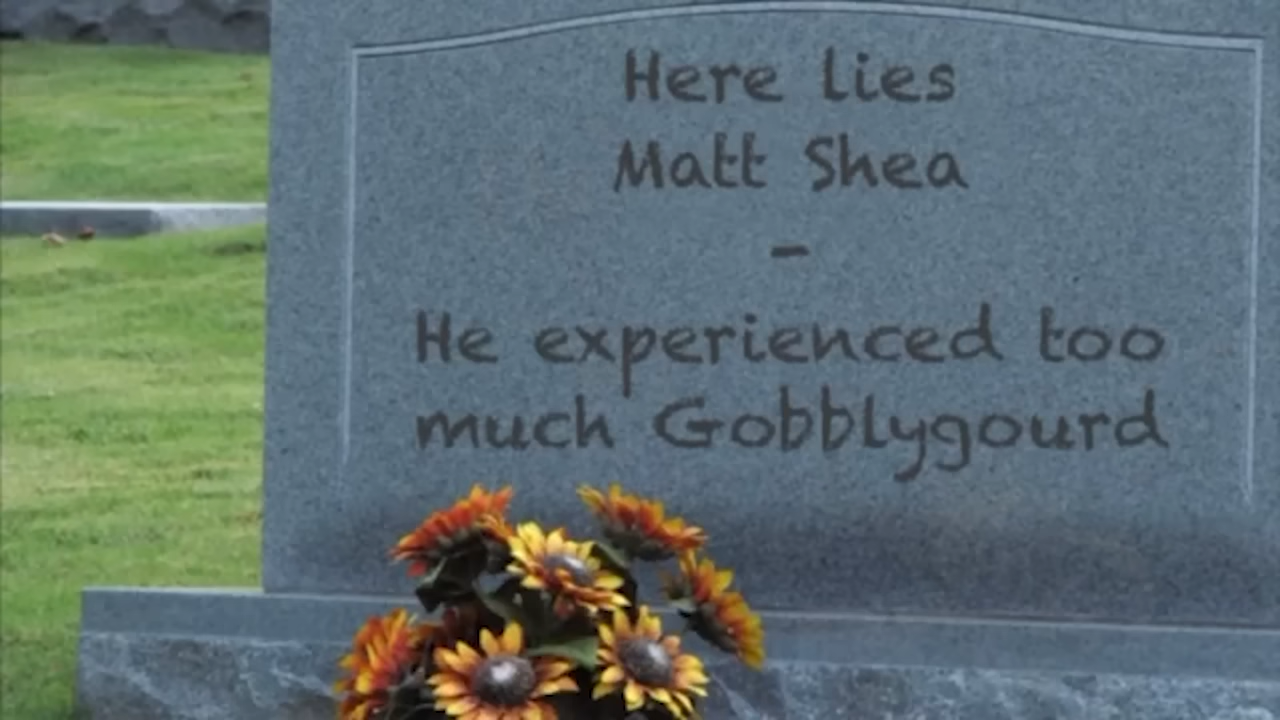 Here lies
Matt Shea
-
He experienced too
much Gobblygourd